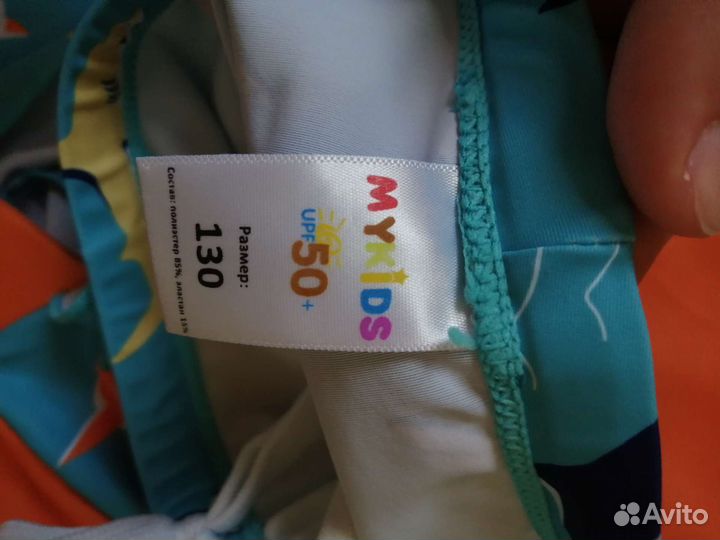 MYKIDS
UPF 50+
Размер:
130
Состав: полиэстер 85%, эластан 15%
Avito